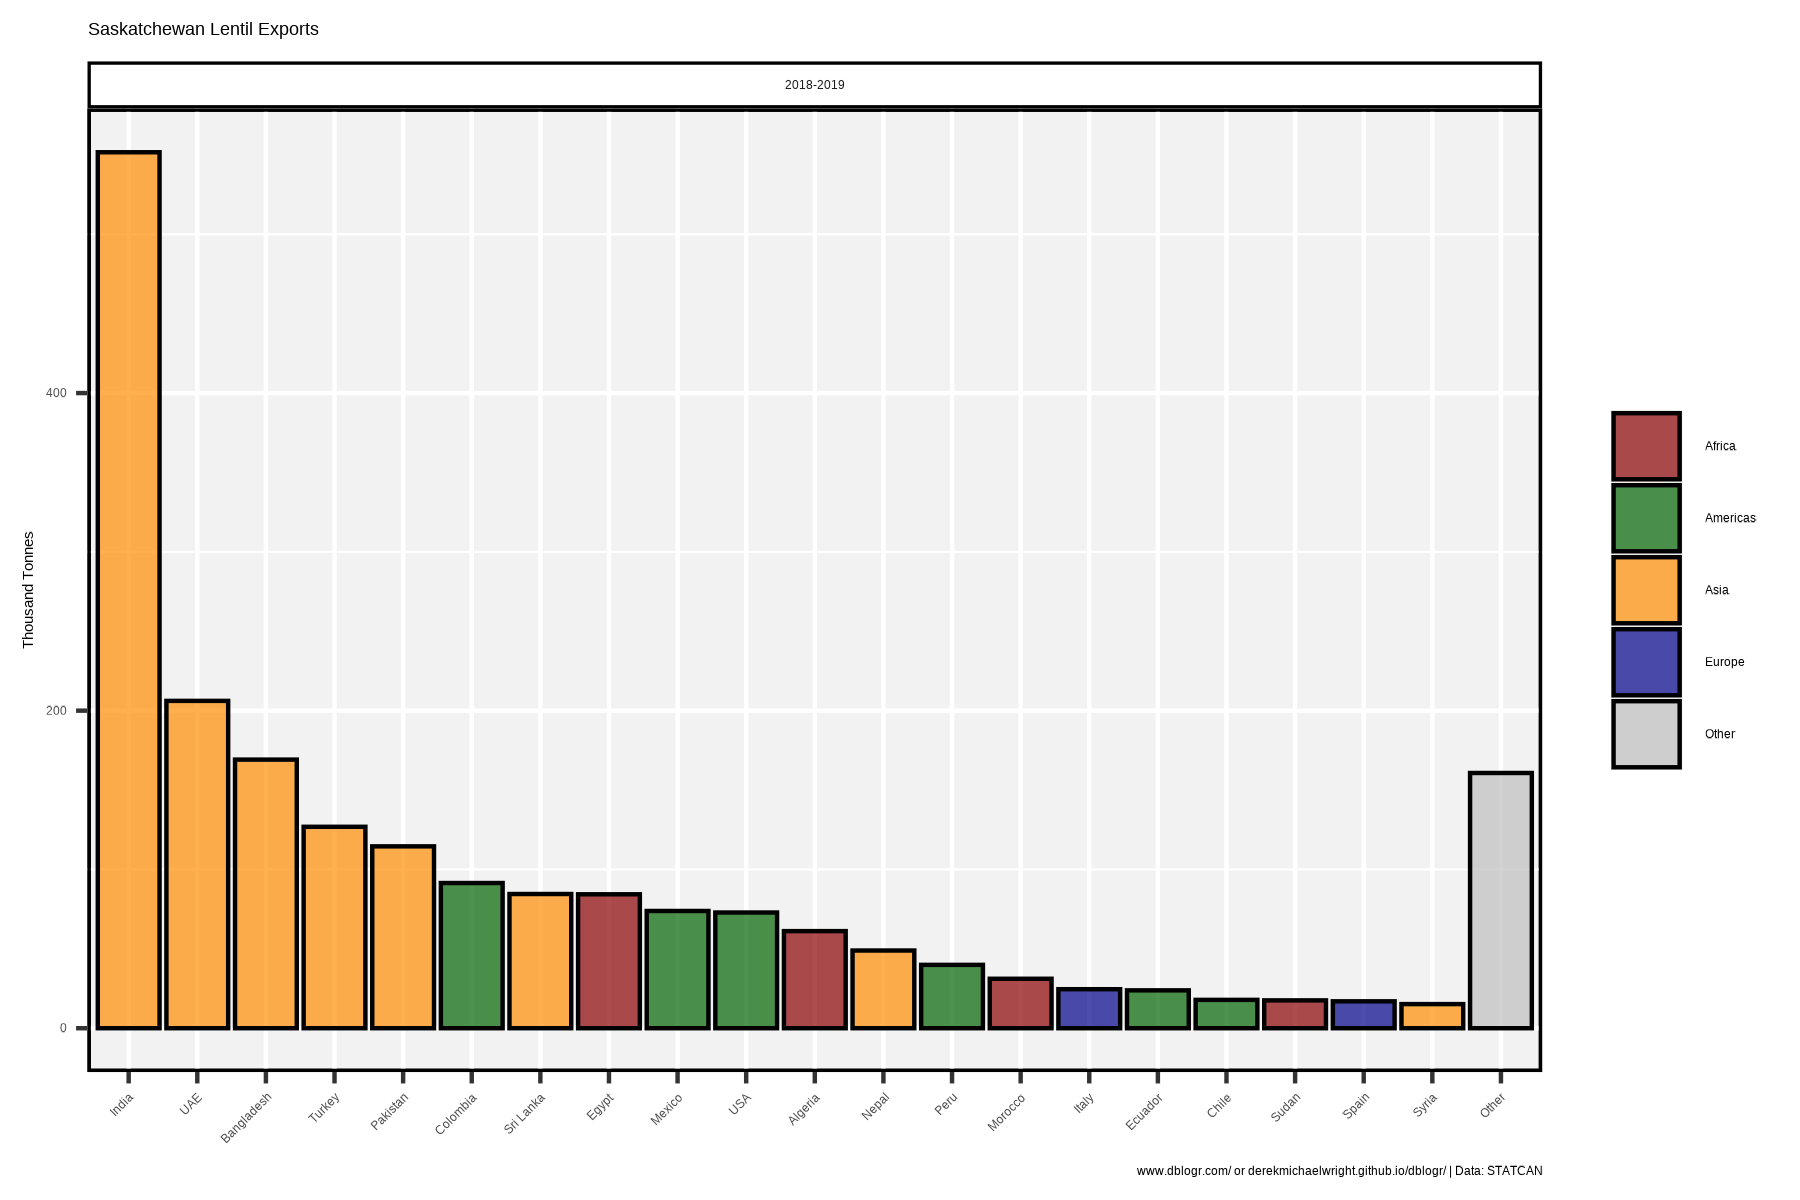 Saskatchewan Lentil Exports
2018-2019
Thousand Tonnes
400
200
0
India
UAE
Bangladesh
Turkey
Pakistan
Colombia
Sri Lanka
Egypt
Mexico
USA
Algeria
Nepal
Peru
Morocco
Italy
Ecuador
Chile
Sudan
Spain
Syria
Other
Africa
Americas
Asia
Europe
Other
www.dblogr.com/ or derekmichaelwright.github.io/dblogr/ | Data: STATCAN